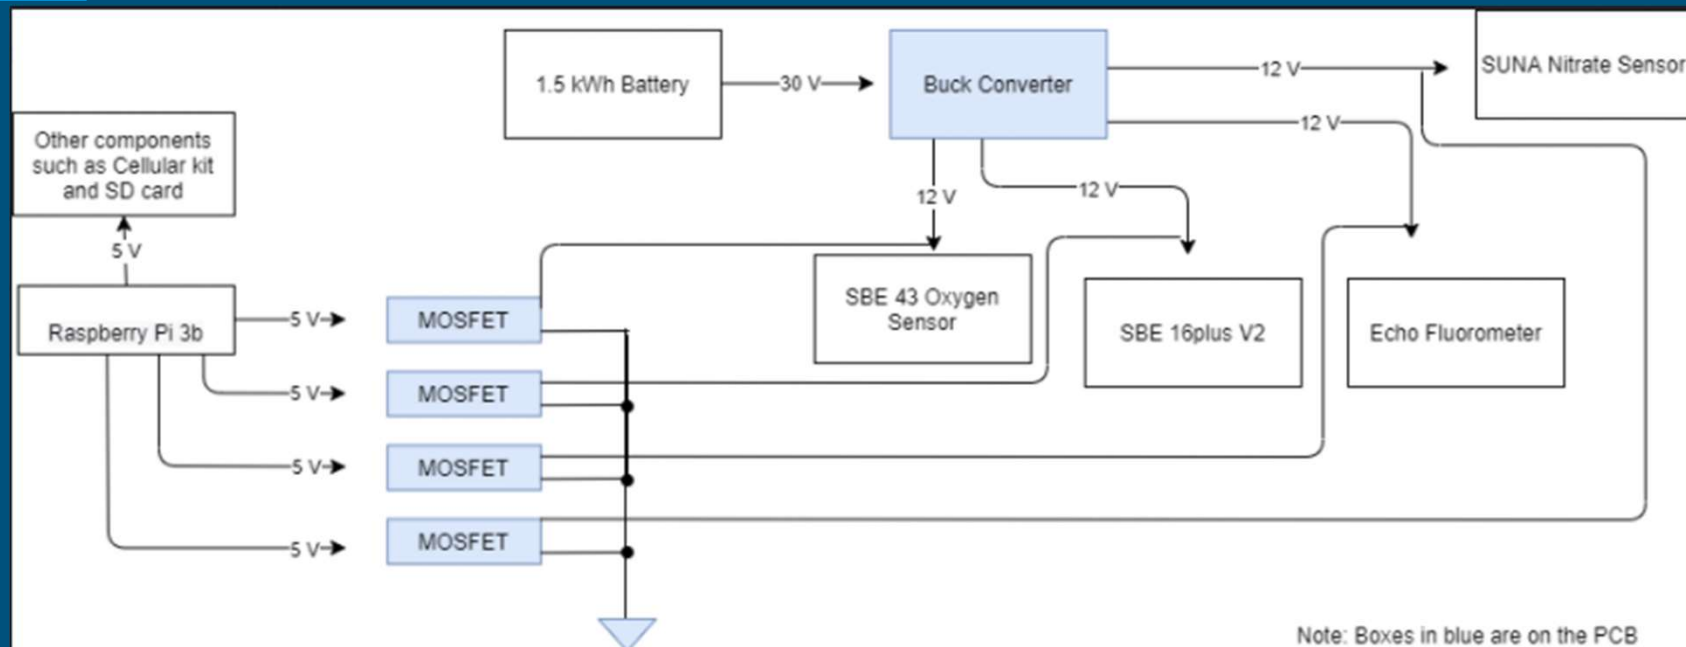 1.5 kWh Battery
30 V
Buck Converter
12 V
SUNA Nitrate Sensor
12 V
Other components
such as Cellular kit
and SD card
12 V
12 V
5 V
Raspberry Pi 3b
5 V
MOSFET
SBE 43 Oxygen
Sensor
SBE 16plus V2
Echo Fluorometer
5 V
MOSFET
5 V
MOSFET
5 V
MOSFET
Note: Boxes in blue are on the PCB